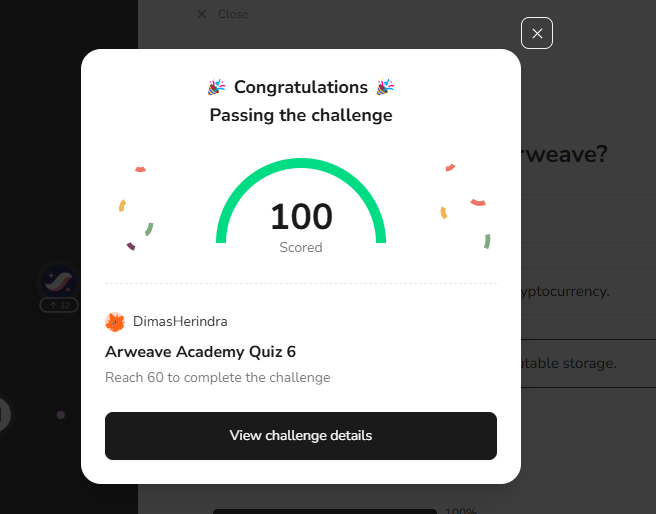 Close
Congratulations
Passing the challenge
rweave?
100
Scored
yptocurrency.
32
DimasHerindra
Arweave Academy Quiz 6
utable storage.
Reach 60 to complete the challenge
View challenge details
100%